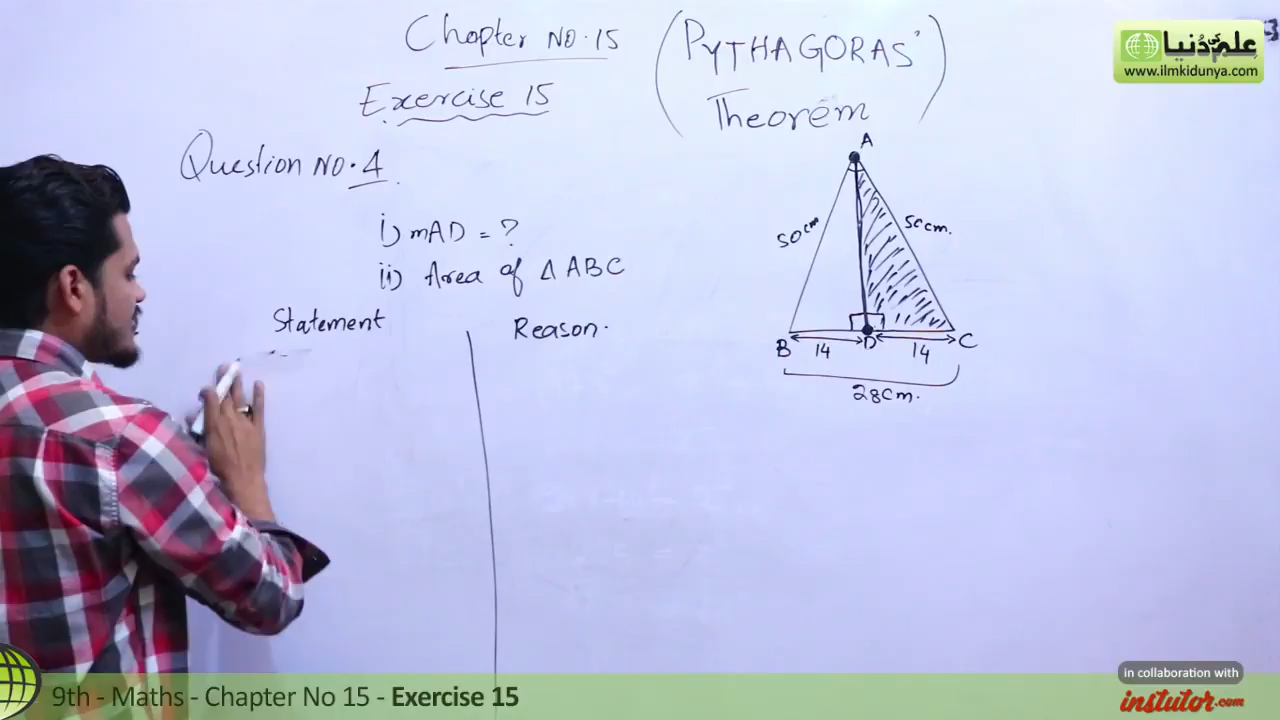 Chapter NO. 15
(PYTHAGORAS'
Theorem)
Exercise 15
Question NO. 4
i) mAD = ?
ii) Area of Δ ABC
Statement
Reason.
A
50cm
50cm.
B
14
D
14
C
28cm.
علم کی دنیا
www.ilmkidunya.com
9th - Maths - Chapter No 15 - Exercise 15
in collaboration with
instutor.com